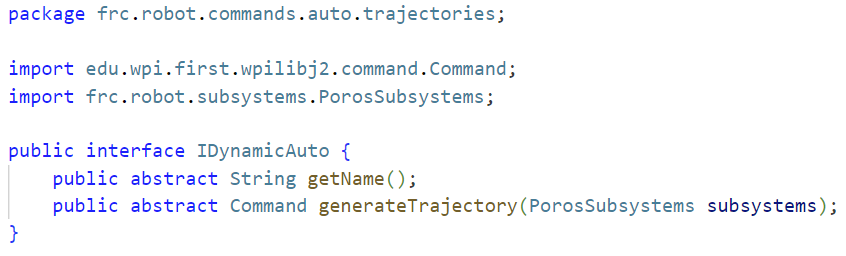 package frc.robot.commands.auto.trajectories;
import edu.wpi.first.wpilibj2.command.Command;
import frc.robot.subsystems.PorosSubsystems;
public interface IDynamicAuto {
public abstract String getName();
public abstract Command generateTrajectory(PorosSubsystems subsystems);
}